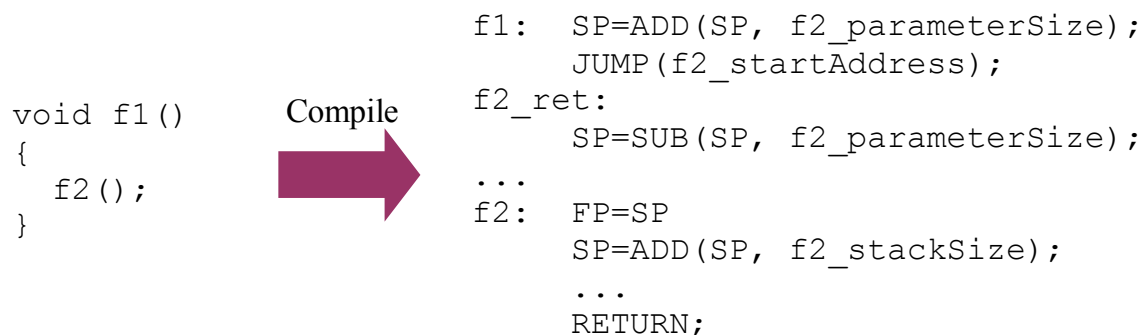 void f1()
{
  f2();
}
Compile
f1:  SP=ADD(SP, f2_parameterSize);
     JUMP(f2_startAddress);
f2_ret:
     SP=SUB(SP, f2_parameterSize);
...
f2:  FP=SP
     SP=ADD(SP, f2_stackSize);
     ...
     RETURN;